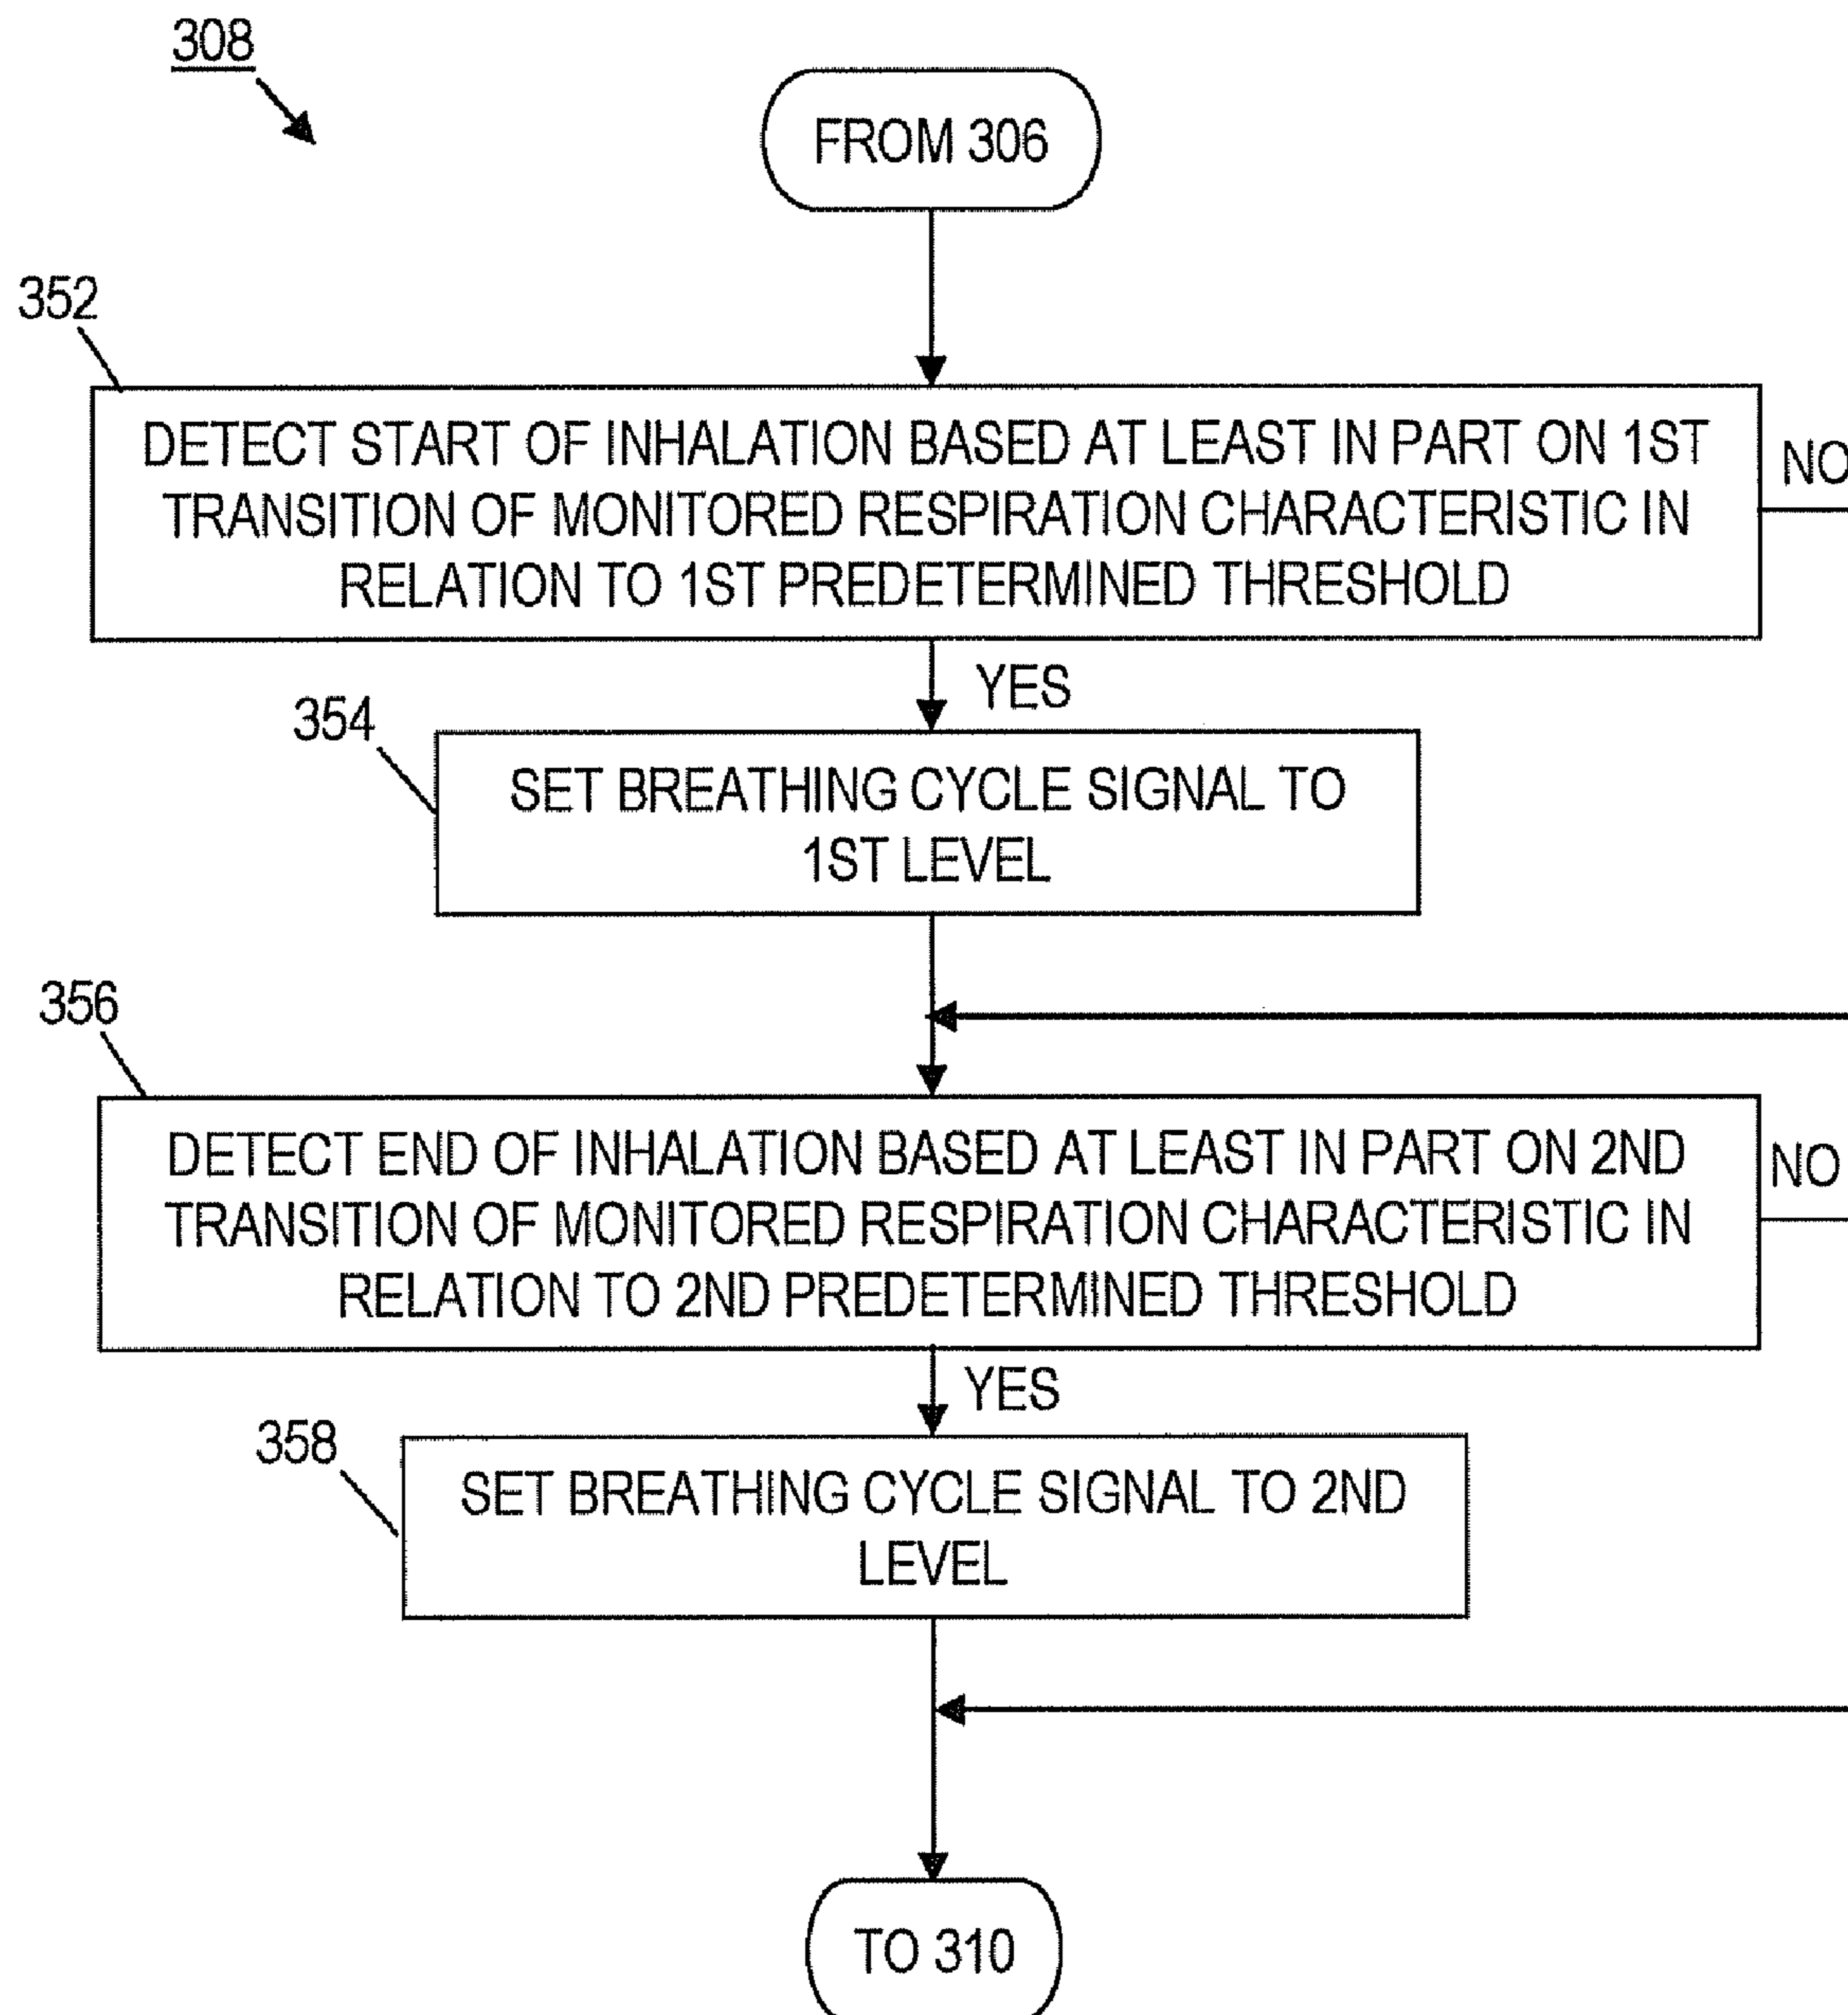 308
FROM 306
352
DETECT START OF INHALATION BASED AT LEAST IN PART ON 1ST
TRANSITION OF MONITORED RESPIRATION CHARACTERISTIC IN
RELATION TO 1ST PREDETERMINED THRESHOLD
NO
YES
354
SET BREATHING CYCLE SIGNAL TO
1ST LEVEL
356
DETECT END OF INHALATION BASED AT LEAST IN PART ON 2ND
TRANSITION OF MONITORED RESPIRATION CHARACTERISTIC IN
RELATION TO 2ND PREDETERMINED THRESHOLD
NO
YES
358
SET BREATHING CYCLE SIGNAL TO 2ND
LEVEL
TO 310